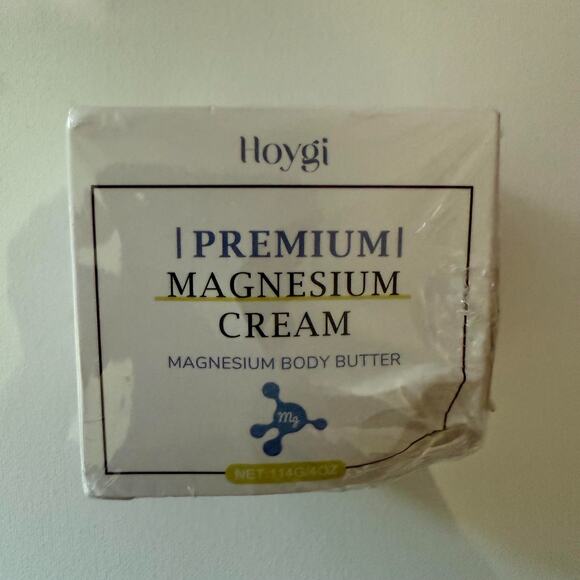 Hoygi
|PREMIUM|
MAGNESIUM
CREAM
MAGNESIUM BODY BUTTER
Mg
NET:114G/4OZ